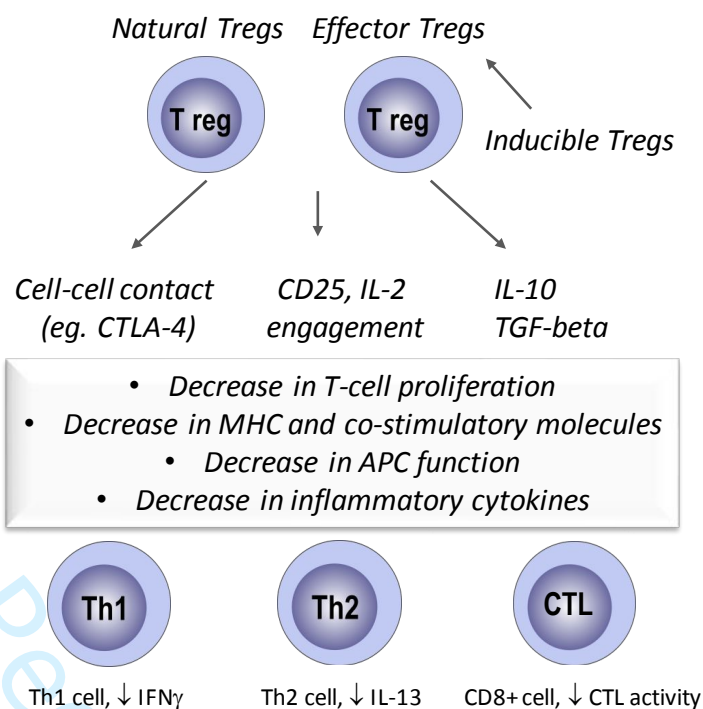 Natural Tregs Effector Tregs
T reg T reg
Inducible Tregs
Cell-cell contact CD25, IL-2 IL-10
(eg. CTLA-4) engagement TGF-beta
• Decrease in T-cell proliferation
• Decrease in MHC and co-stimulatory molecules
• Decrease in APC function
• Decrease in inflammatory cytokines
Th1 Th2 CTL
Th1 cell, ↓ IFNγ Th2 cell, ↓ IL-13 CD8+ cell, ↓ CTL activity